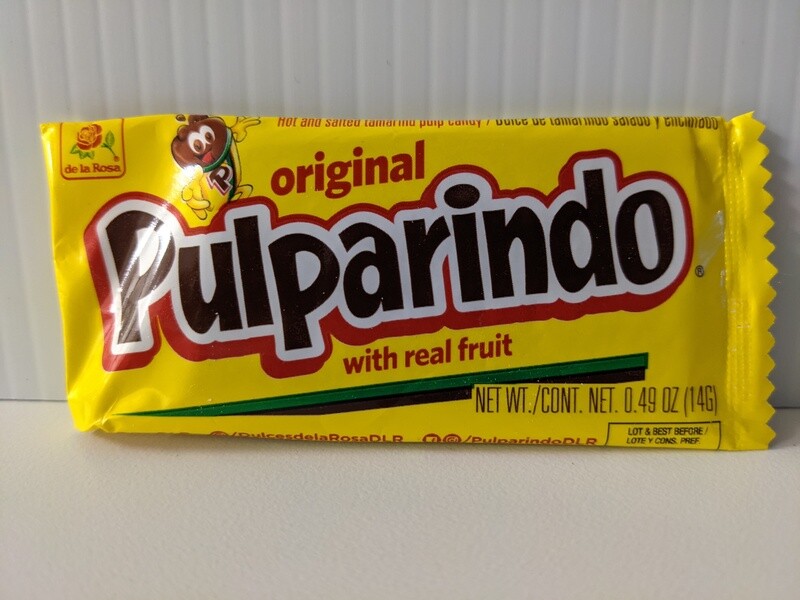 Hot and salted tamarind pulp candy / Dulce de tamarindo salado y enchilado
de la Rosa
P
original
Pulparindo®
with real fruit
NET WT./CONT. NET. 0.49 OZ (14G)
/DulcesdelaRosaDLR /PulparindoDLR
LOT & BEST BEFORE /
LOTE Y CONS. PREF.